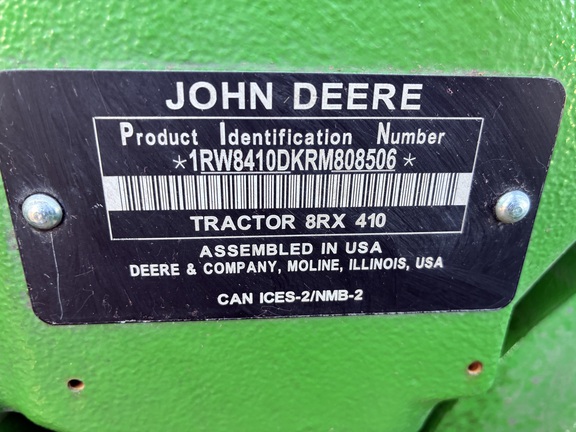 JOHN DEERE
Product Identification Number
*1RW8410DKRM808506*
TRACTOR 8RX 410
ASSEMBLED IN USA
DEERE & COMPANY, MOLINE, ILLINOIS, USA
CAN ICES-2/NMB-2